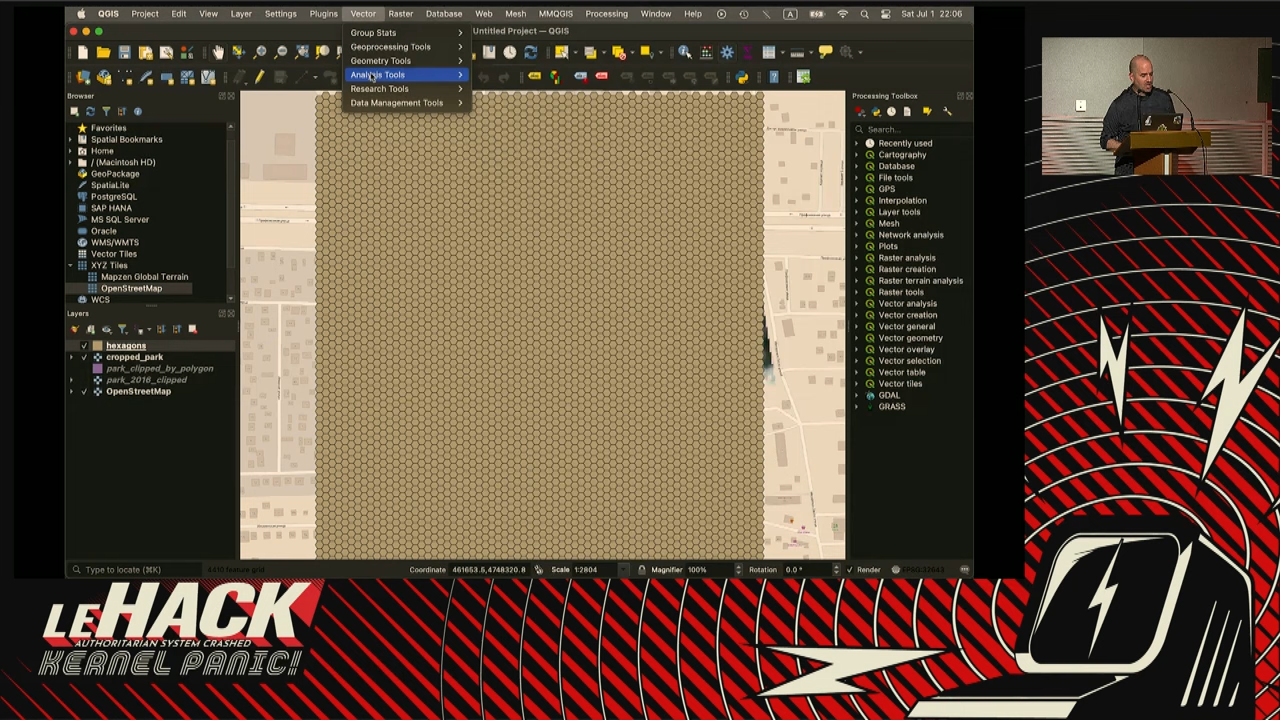 QGIS Project Edit View Layer Settings Plugins Vector Raster Database Web Mesh MMQGIS Processing Window Help A Sat Jul 1 22:06
Untitled Project — QGIS
Group Stats
Geoprocessing Tools
Geometry Tools
Analysis Tools
Research Tools
Data Management Tools
Browser
Favorites
Spatial Bookmarks
Home
/ (Macintosh HD)
GeoPackage
SpatiaLite
PostgreSQL
SAP HANA
MS SQL Server
Oracle
WMS/WMTS
Vector Tiles
XYZ Tiles
Mapzen Global Terrain
OpenStreetMap
WCS
Layers
hexagons
cropped_park
park_clipped_by_polygon
park_2016_clipped
OpenStreetMap
Processing Toolbox
Search...
Recently used
Cartography
Database
File tools
GPS
Interpolation
Layer tools
Mesh
Network analysis
Plots
Raster analysis
Raster creation
Raster terrain analysis
Raster tools
Vector analysis
Vector creation
Vector general
Vector geometry
Vector overlay
Vector selection
Vector table
Vector tiles
GDAL
GRASS
Type to locate (⌘K) Coordinate 461653.5,4748320.8 Scale 1:2804 Magnifier 100% Rotation 0.0 ° Render
LEHACK
AUTHORITARIAN SYSTEM CRASHED
KERNEL PANIC!